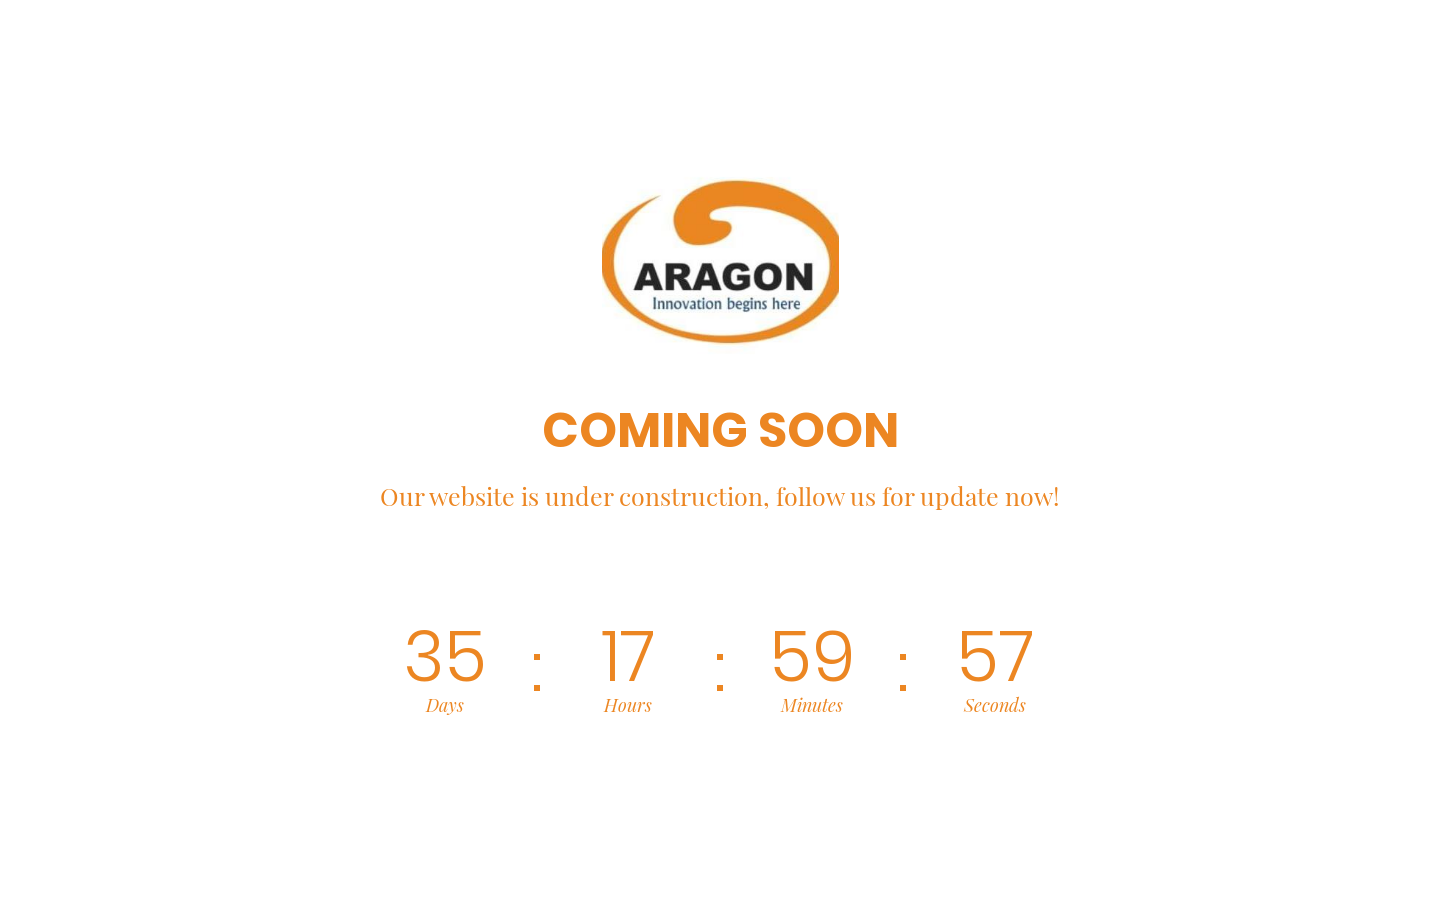 ARAGON
Innovation begins here
COMING SOON
Our website is under construction, follow us for update now!
35 : 17 : 59 : 57
Days Hours Minutes Seconds